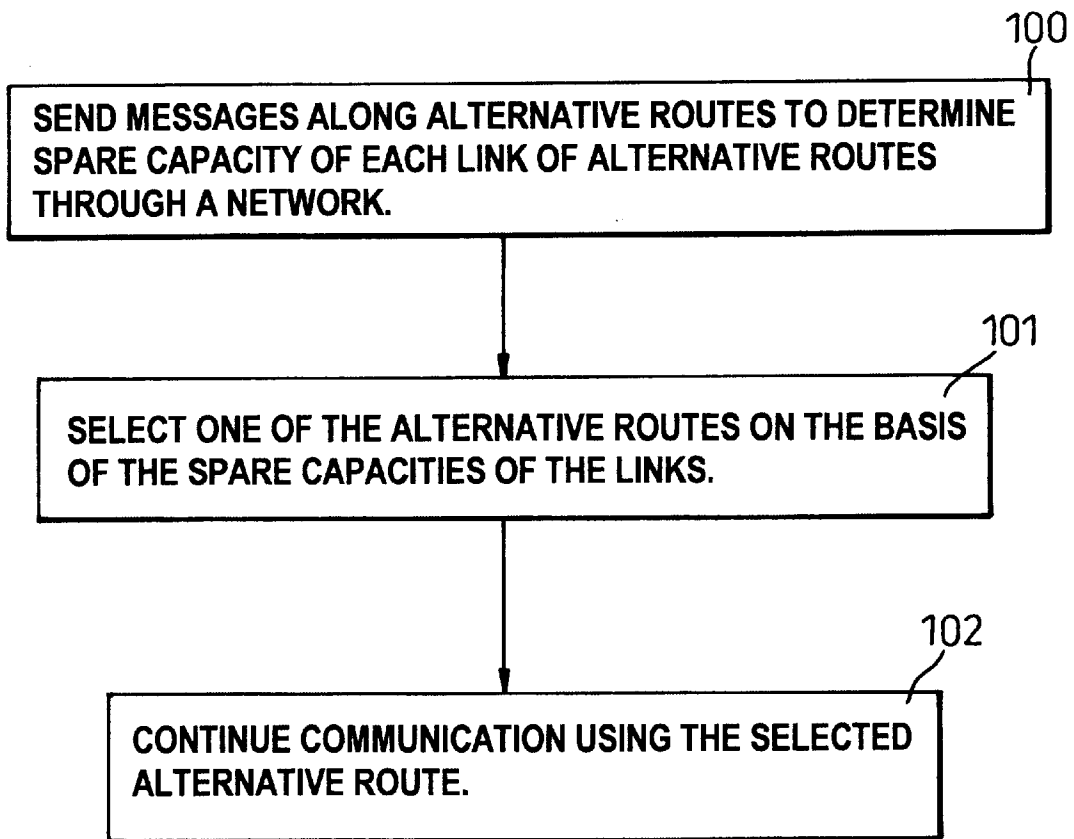 100
SEND MESSAGES ALONG ALTERNATIVE ROUTES TO DETERMINE
SPARE CAPACITY OF EACH LINK OF ALTERNATIVE ROUTES
THROUGH A NETWORK.
101
SELECT ONE OF THE ALTERNATIVE ROUTES ON THE BASIS
OF THE SPARE CAPACITIES OF THE LINKS.
102
CONTINUE COMMUNICATION USING THE SELECTED
ALTERNATIVE ROUTE.